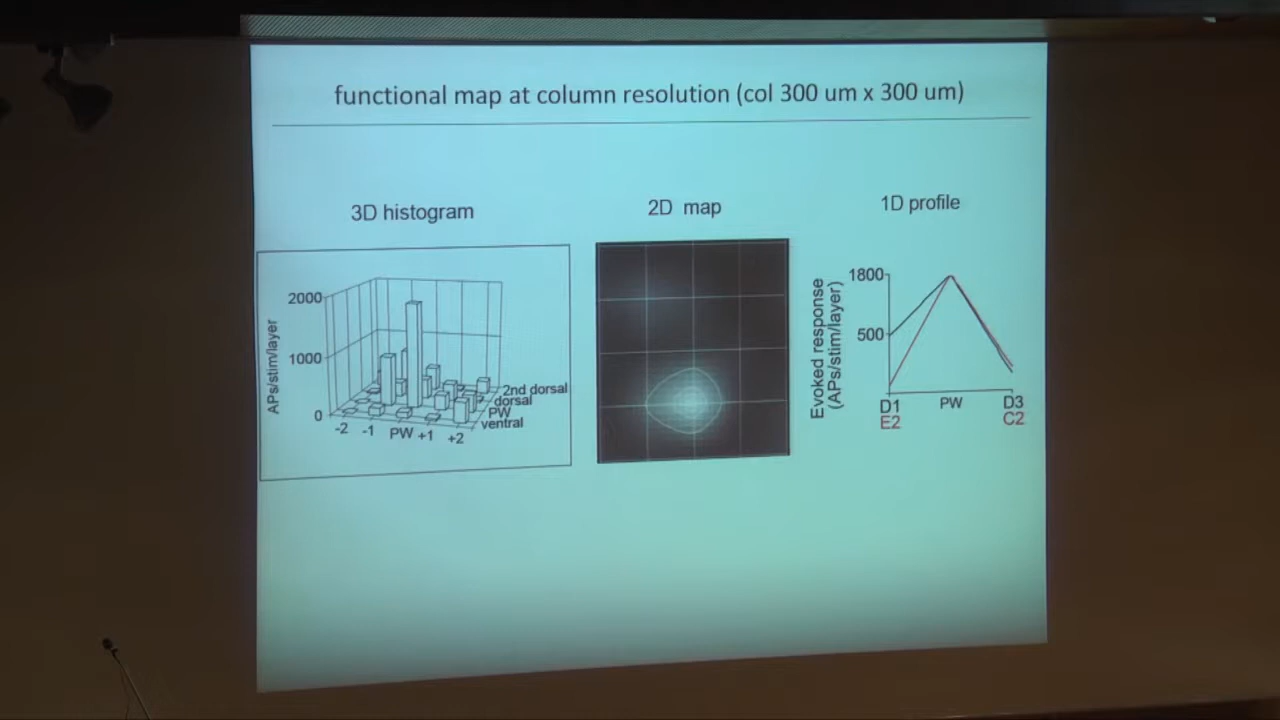 functional map at column resolution (col 300 um x 300 um)
3D histogram
2D map
1D profile
APs/stim/layer
2000
1000
0
-2 -1 PW +1 +2
2nd dorsal
dorsal
PW
ventral
Evoked response
(APs/stim/layer)
1800
500
D1 PW D3
E2 C2